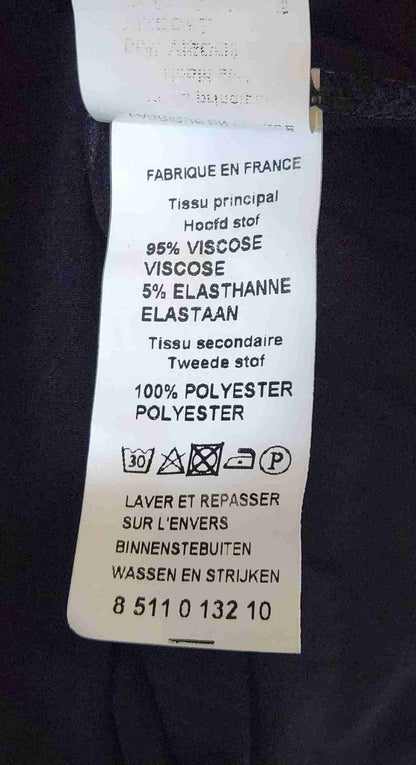 FABRIQUE EN FRANCE
Tissu principal
Hoofd stof
95% VISCOSE
VISCOSE
5% ELASTHANNE
ELASTAAN
Tissu secondaire
Tweede stof
100% POLYESTER
POLYESTER
30 P
LAVER ET REPASSER
SUR L'ENVERS
BINNENSTEBUITEN
WASSEN EN STRIJKEN
8 511 0 132 10